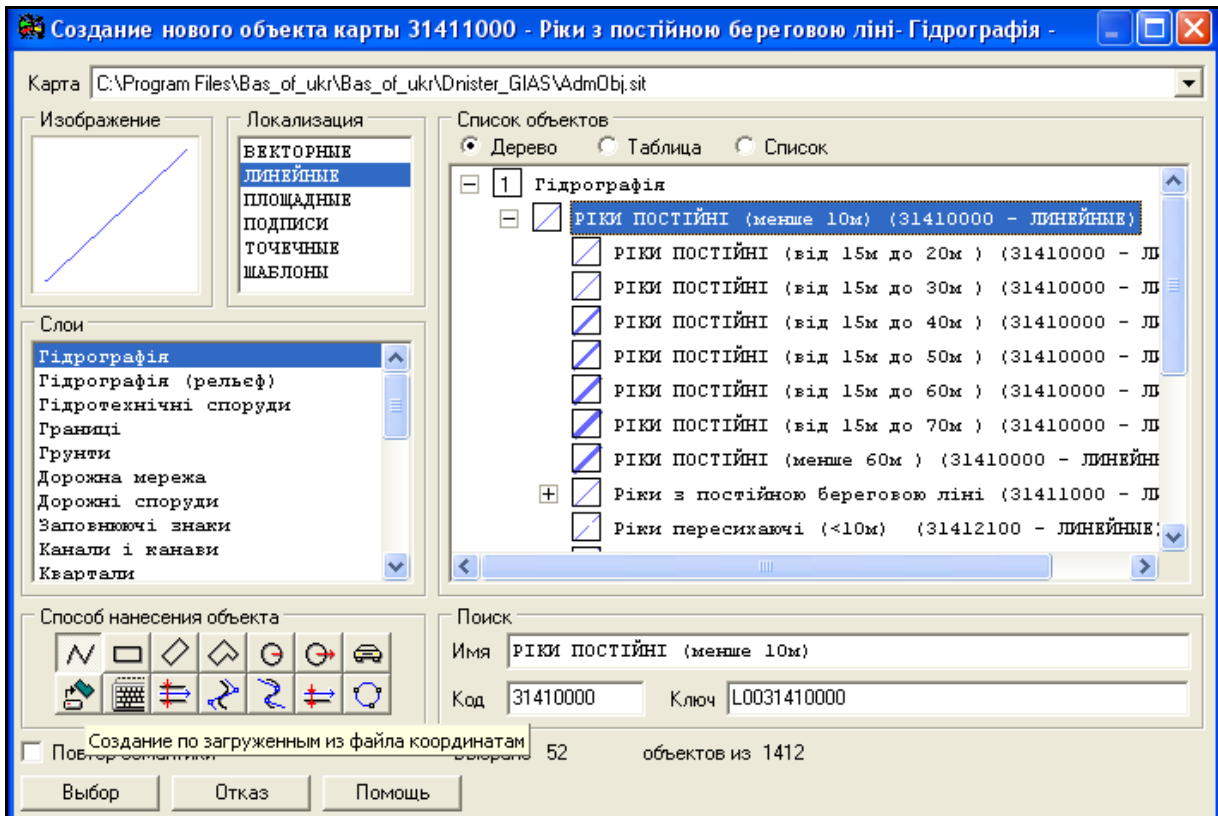 Создание нового объекта карты 31411000 - Ріки з постійною береговою ліні- Гідрографія -
Карта C:\Program Files\Bas_of_ukr\Bas_of_ukr\Dnister_GIAS\AdmObj.sit
Изображение
Локализация
ВЕКТОРНЫЕ
ЛИНЕЙНЫЕ
ПЛОЩАДНЫЕ
ПОДПИСИ
ТОЧЕЧНЫЕ
ШАБЛОНЫ
Список объектов
Дерево Таблица Список
1 Гідрографія
РІКИ ПОСТІЙНІ (менше 10м) (31410000 - ЛИНЕЙНЫЕ)
РІКИ ПОСТІЙНІ (від 15м до 20м ) (31410000 - ЛИ
РІКИ ПОСТІЙНІ (від 15м до 30м ) (31410000 - ЛИ
РІКИ ПОСТІЙНІ (від 15м до 40м ) (31410000 - ЛИ
РІКИ ПОСТІЙНІ (від 15м до 50м ) (31410000 - ЛИ
РІКИ ПОСТІЙНІ (від 15м до 60м ) (31410000 - ЛИ
РІКИ ПОСТІЙНІ (від 15м до 70м ) (31410000 - ЛИ
РІКИ ПОСТІЙНІ (менше 60м ) (31410000 - ЛИНЕЙНЫ
Ріки з постійною береговою ліні (31411000 - ЛИ
Ріки пересихаючі (<10м) (31412100 - ЛИНЕЙНЫЕ)
Слои
Гідрографія
Гідрографія (рельєф)
Гідротехнічні споруди
Границі
Грунти
Дорожна мережа
Дорожні споруди
Заповнюючі знаки
Канали і канави
Квартали
Способ нанесения объекта
Поиск
Имя РІКИ ПОСТІЙНІ (менше 10м)
Код 31410000 Ключ L0031410000
Создание по загруженным из файла координатам
52 объектов из 1412
Выбор Отказ Помощь